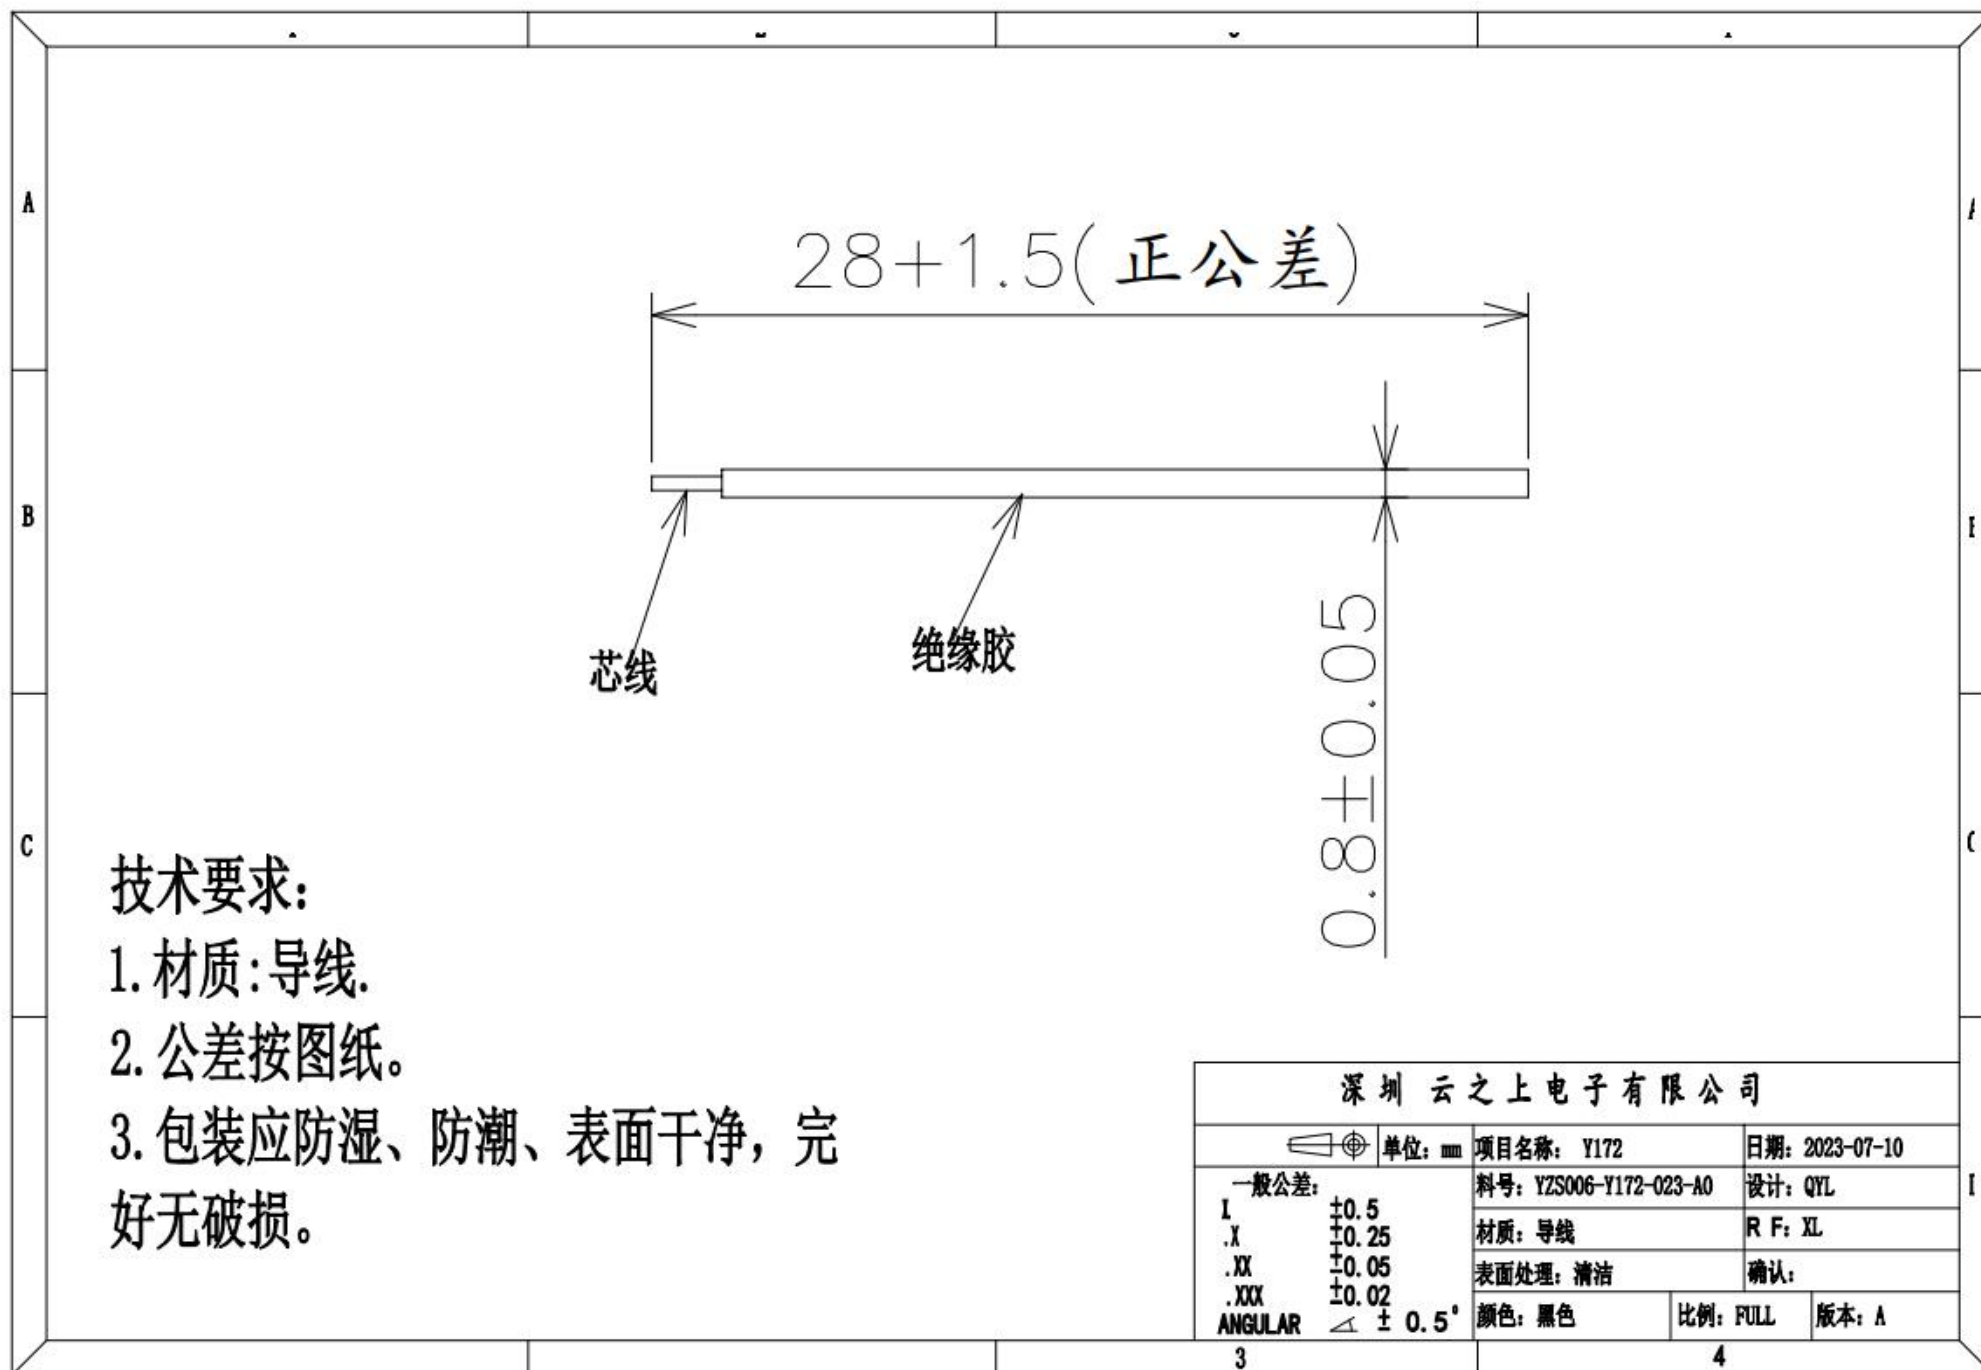 A
28+1.5(正公差)
B
芯线
绝缘胶
0.8±0.05
C
技术要求:
1.材质:导线.
2.公差按图纸。
3.包装应防湿、防潮、表面干净，完
好无破损。
深圳 云之上电子有限公司
单位: mm 项目名称: Y172 日期: 2023-07-10
一般公差:
料号: YZS006-Y172-023-A0 设计: QYL
±0.5
.X ±0.25
材质: 导线 R F: XL
.XX ±0.05
表面处理: 清洁 确认:
.XXX ±0.02
ANGULAR ± 0.5°
颜色: 黑色 比例: FULL 版本: A
3 4